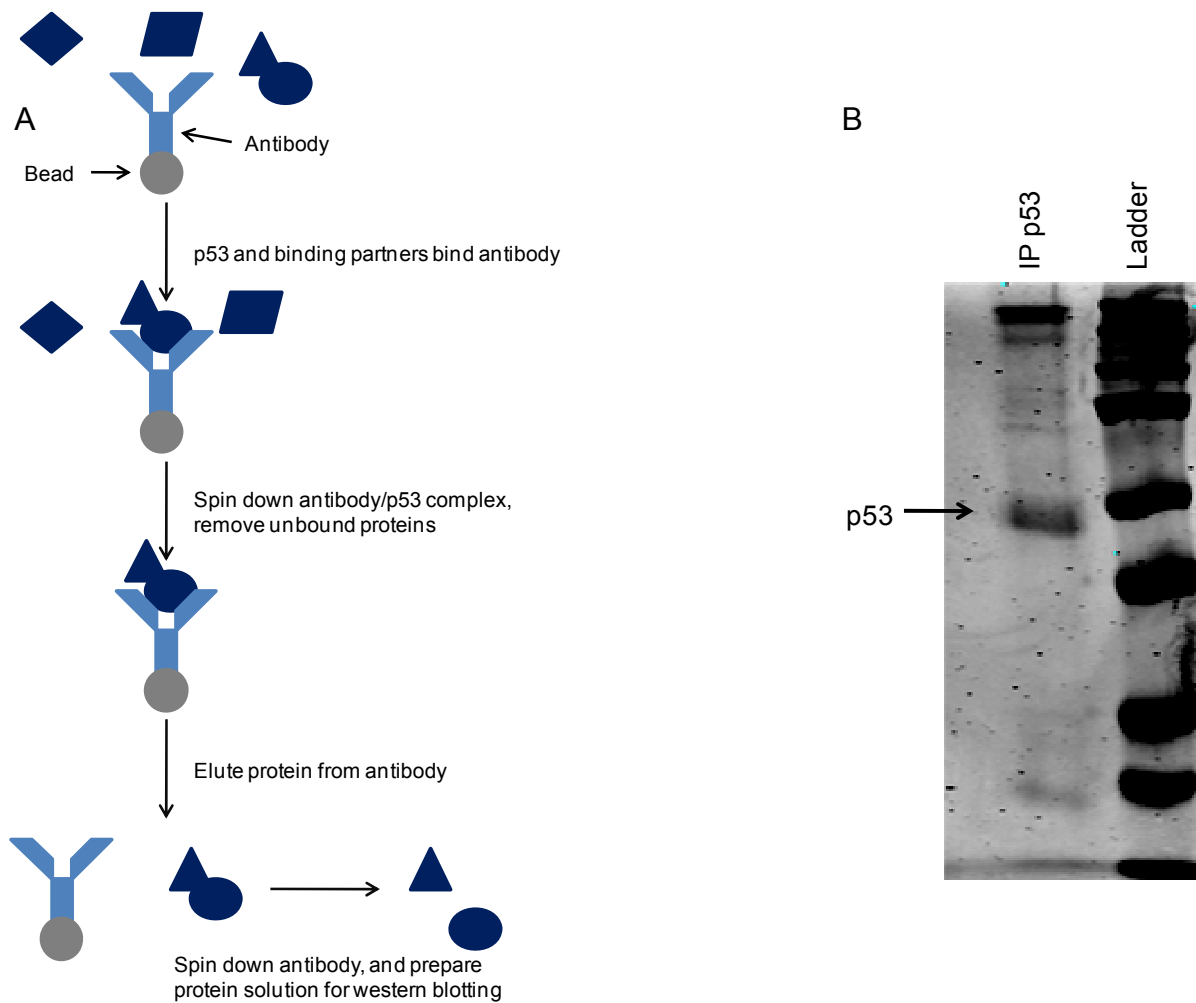 A
Antibody
Bead
p53 and binding partners bind antibody
Spin down antibody/p53 complex,
remove unbound proteins
Elute protein from antibody
Spin down antibody, and prepare
protein solution for western blotting
B
IP p53
Ladder
p53